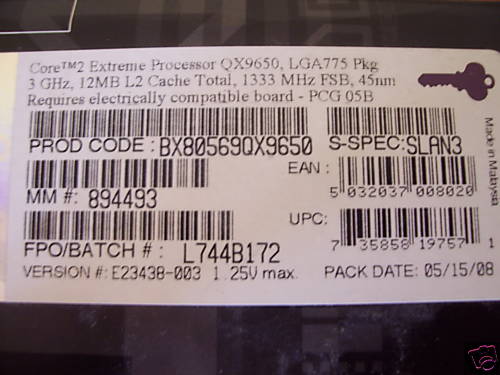 Core™2 Extreme Processor QX9650, LGA775 Pkg
3 GHz, 12MB L2 Cache Total, 1333 MHz FSB, 45nm
Requires electrically compatible board - PCG 05B
PROD CODE : BX80569QX9650 S-SPEC:SLAN3
EAN :
5 032037 008020
MM #: 894493
UPC:
7 35858 19757 1
FPO/BATCH # : L744B172
VERSION #: E23438-003 1.25V max. PACK DATE: 05/15/08
Made in Malaysia